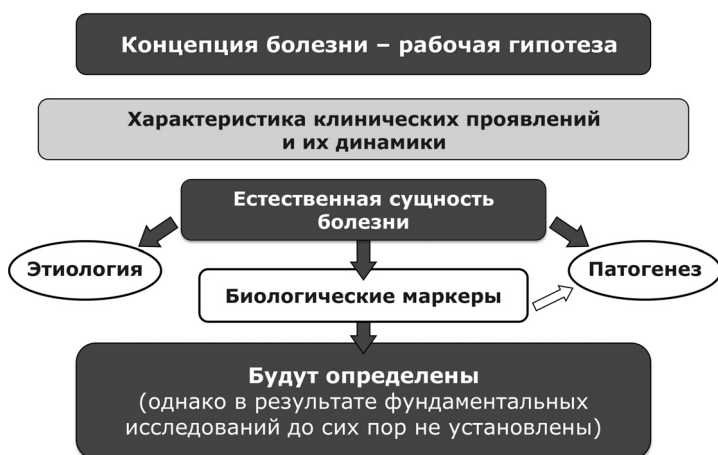 Концепция болезни – рабочая гипотеза
Характеристика клинических проявлений
и их динамики
Естественная сущность
болезни
Этиология
Патогенез
Биологические маркеры
Будут определены
(однако в результате фундаментальных
исследований до сих пор не установлены)